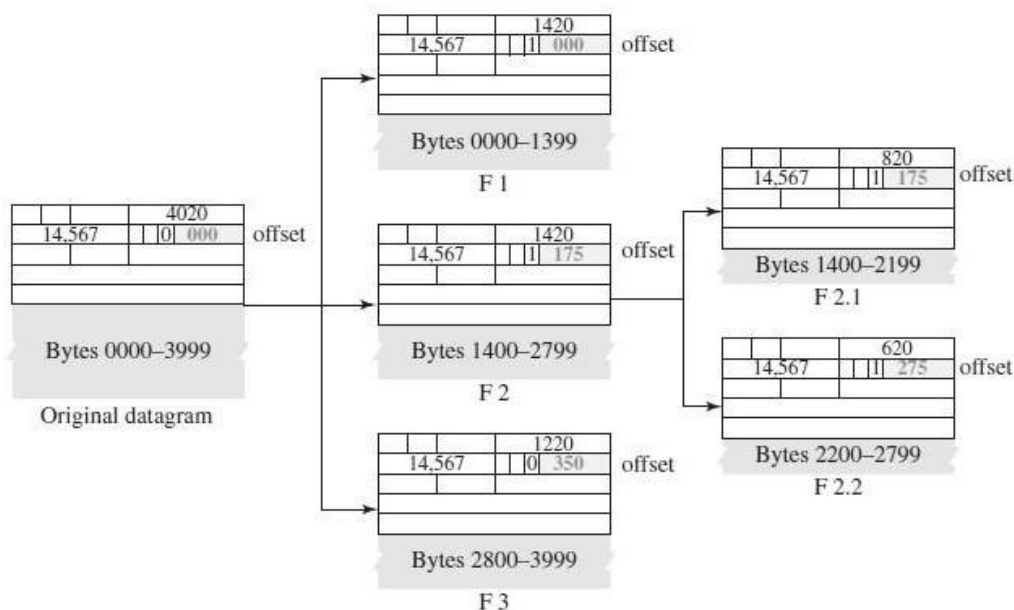 4020
14,567 0 000 offset
Bytes 0000–3999
Original datagram
1420
14,567 1 000 offset
Bytes 0000–1399
F 1
1420
14,567 1 175 offset
Bytes 1400–2799
F 2
1220
14,567 0 350 offset
Bytes 2800–3999
F 3
820
14,567 1 175 offset
Bytes 1400–2199
F 2.1
620
14,567 1 275 offset
Bytes 2200–2799
F 2.2